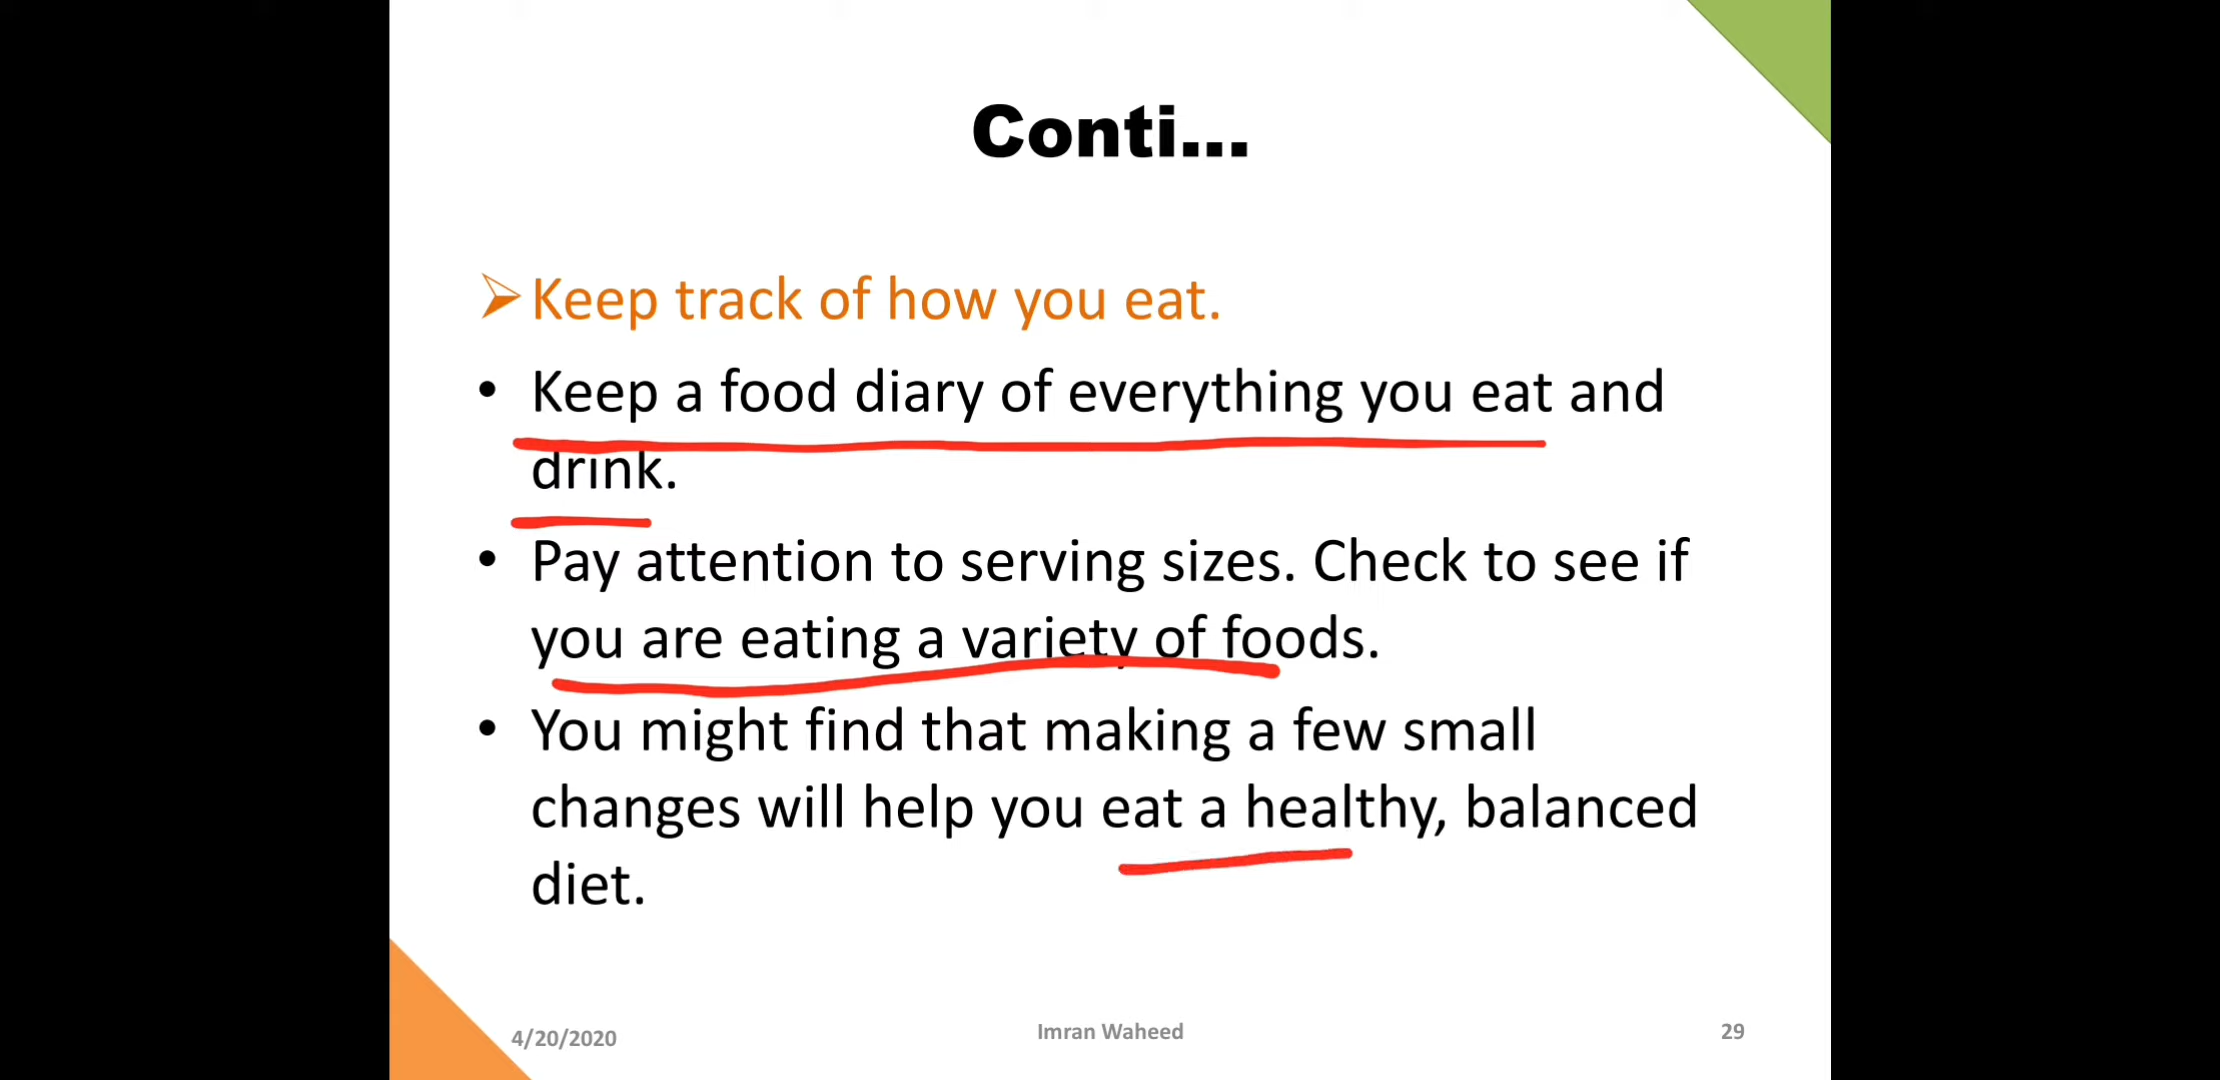 Conti...
Keep track of how you eat.
• Keep a food diary of everything you eat and
drink.
• Pay attention to serving sizes. Check to see if
you are eating a variety of foods.
• You might find that making a few small
changes will help you eat a healthy, balanced
diet.
4/20/2020
Imran Waheed
29